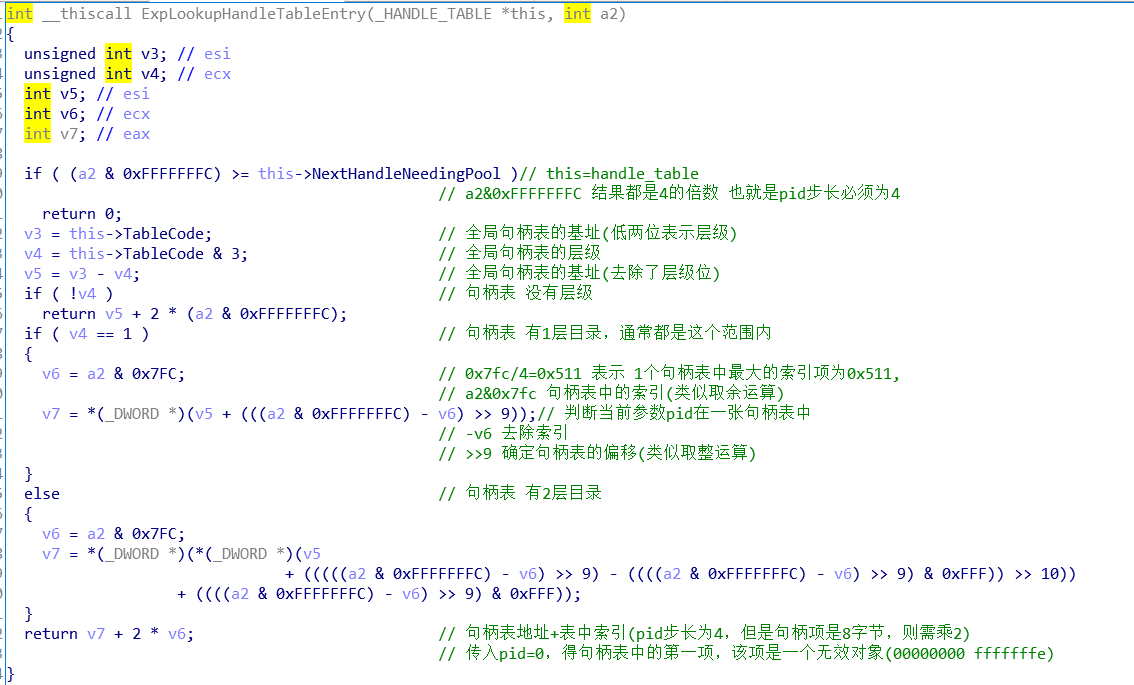 int __thiscall ExpLookupHandleTableEntry(_HANDLE_TABLE *this, int a2)
{
unsigned int v3; // esi
unsigned int v4; // ecx
int v5; // esi
int v6; // ecx
int v7; // eax
if ( (a2 & 0xFFFFFFFC) >= this->NextHandleNeedingPool )// this=handle_table
// a2&0xFFFFFFFC 结果都是4的倍数 也就是pid步长必须为4
return 0;
v3 = this->TableCode; // 全局句柄表的基址(低两位表示层级)
v4 = this->TableCode & 3; // 全局句柄表的层级
v5 = v3 - v4; // 全局句柄表的基址(去除了层级位)
if ( !v4 ) // 句柄表 没有层级
return v5 + 2 * (a2 & 0xFFFFFFFC);
if ( v4 == 1 ) // 句柄表 有1层目录，通常都是这个范围内
{
v6 = a2 & 0x7FC; // 0x7fc/4=0x511 表示 1个句柄表中最大的索引项为0x511,
// a2&0x7fc 句柄表中的索引(类似取余运算)
v7 = *(_DWORD *)(v5 + (((a2 & 0xFFFFFFFC) - v6) >> 9));// 判断当前参数pid在一张句柄表中
// -v6 去除索引
// >>9 确定句柄表的偏移(类似取整运算)
}
else // 句柄表 有2层目录
{
v6 = a2 & 0x7FC;
v7 = *(_DWORD *)(*(_DWORD *)(v5
+ (((((a2 & 0xFFFFFFFC) - v6) >> 9) - ((((a2 & 0xFFFFFFFC) - v6) >> 9) & 0xFFF)) >> 10))
+ ((((a2 & 0xFFFFFFFC) - v6) >> 9) & 0xFFF));
}
return v7 + 2 * v6; // 句柄表地址+表中索引(pid步长为4，但是句柄项是8字节，则需乘2)
// 传入pid=0，得句柄表中的第一项，该项是一个无效对象(00000000 fffffffe)
}